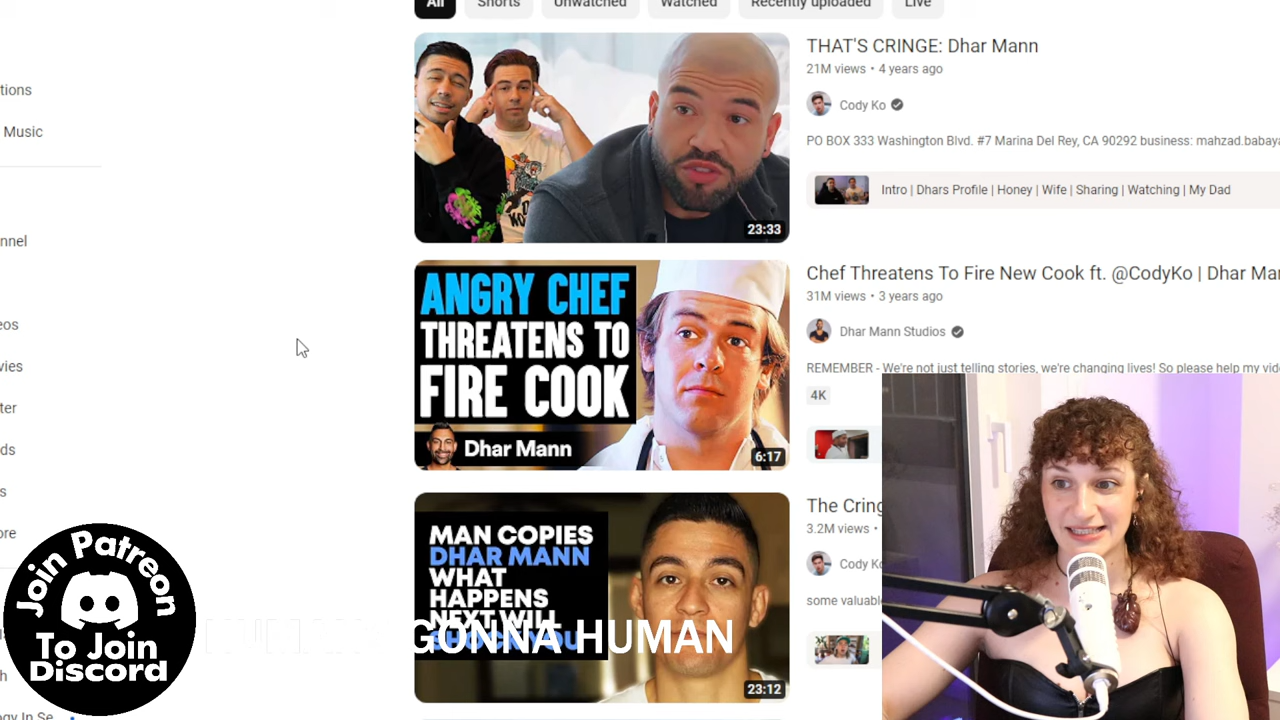 All
Shorts
Unwatched
Watched
Recently uploaded
Live
tions
Music
nnel
eos
vies
ter
ds
s
ore
h
ogy In Se
THAT'S CRINGE: Dhar Mann
21M views • 4 years ago
Cody Ko
PO BOX 333 Washington Blvd. #7 Marina Del Rey, CA 90292 business: mahzad.babaya
Intro | Dhars Profile | Honey | Wife | Sharing | Watching | My Dad
23:33
ANGRY CHEF
THREATENS TO
FIRE COOK
Dhar Mann
6:17
Chef Threatens To Fire New Cook ft. @CodyKo | Dhar Ma
31M views • 3 years ago
Dhar Mann Studios
REMEMBER - We're not just telling stories, we're changing lives! So please help my vid
4K
MAN COPIES
DHAR MANN
WHAT
HAPPENS
NEXT WILL
23:12
The Cring
3.2M views •
Cody Ko
some valuabl
Join Patreon
To Join
Discord
GONNA HUMAN